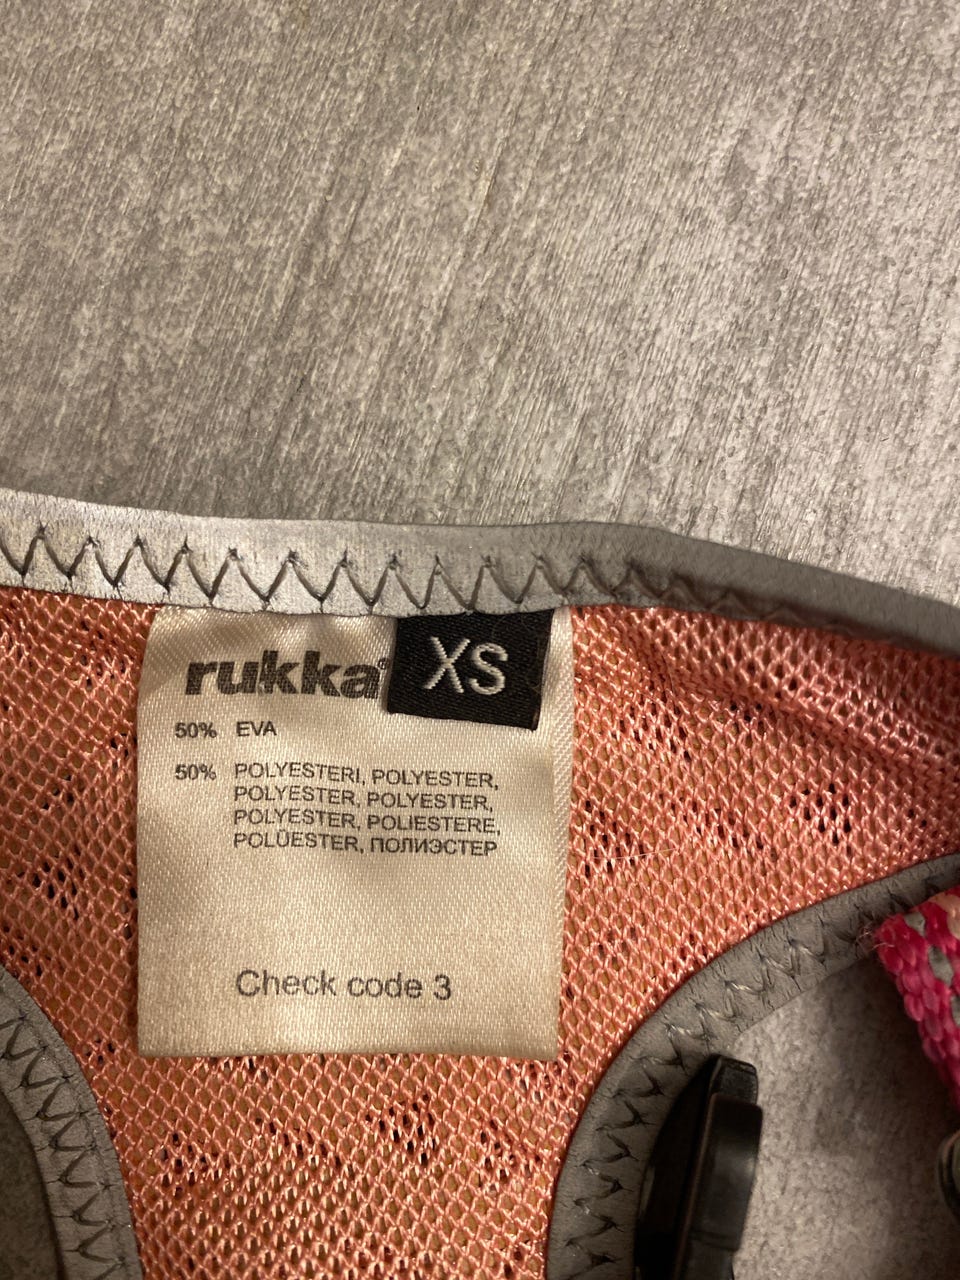 rukka
XS
50% EVA
50% POLYESTERI, POLYESTER,
POLYESTER, POLYESTER,
POLYESTER, POLIESTERE,
POLÜESTER, ПОЛИЭСТЕР
Check code 3